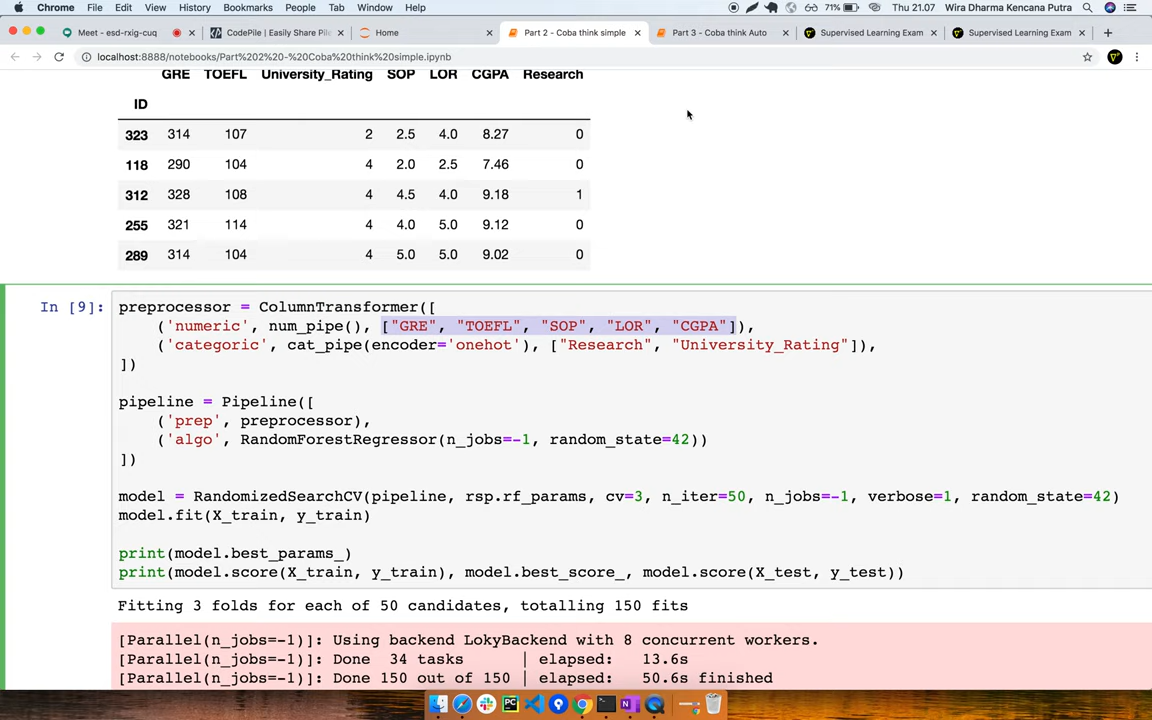 Chrome File Edit View History Bookmarks People Tab Window Help 71% Thu 21.07 Wira Dharma Kencana Putra
Meet - esd-rxig-cuq CodePile | Easily Share Pile Home Part 2 - Coba think simple Part 3 - Coba think Auto Supervised Learning Exam Supervised Learning Exam
localhost:8888/notebooks/Part%202%20-%20Coba%20think%20simple.ipynb
GRE TOEFL University_Rating SOP LOR CGPA Research
ID
323 314 107 2 2.5 4.0 8.27 0
118 290 104 4 2.0 2.5 7.46 0
312 328 108 4 4.5 4.0 9.18 1
255 321 114 4 4.0 5.0 9.12 0
289 314 104 4 5.0 5.0 9.02 0
In [9]: preprocessor = ColumnTransformer([
('numeric', num_pipe(), ["GRE", "TOEFL", "SOP", "LOR", "CGPA"]),
('categoric', cat_pipe(encoder='onehot'), ["Research", "University_Rating"]),
])
pipeline = Pipeline([
('prep', preprocessor),
('algo', RandomForestRegressor(n_jobs=-1, random_state=42))
])
model = RandomizedSearchCV(pipeline, rsp.rf_params, cv=3, n_iter=50, n_jobs=-1, verbose=1, random_state=42)
model.fit(X_train, y_train)
print(model.best_params_)
print(model.score(X_train, y_train), model.best_score_, model.score(X_test, y_test))
Fitting 3 folds for each of 50 candidates, totalling 150 fits
[Parallel(n_jobs=-1)]: Using backend LokyBackend with 8 concurrent workers.
[Parallel(n_jobs=-1)]: Done 34 tasks | elapsed: 13.6s
[Parallel(n_jobs=-1)]: Done 150 out of 150 | elapsed: 50.6s finished